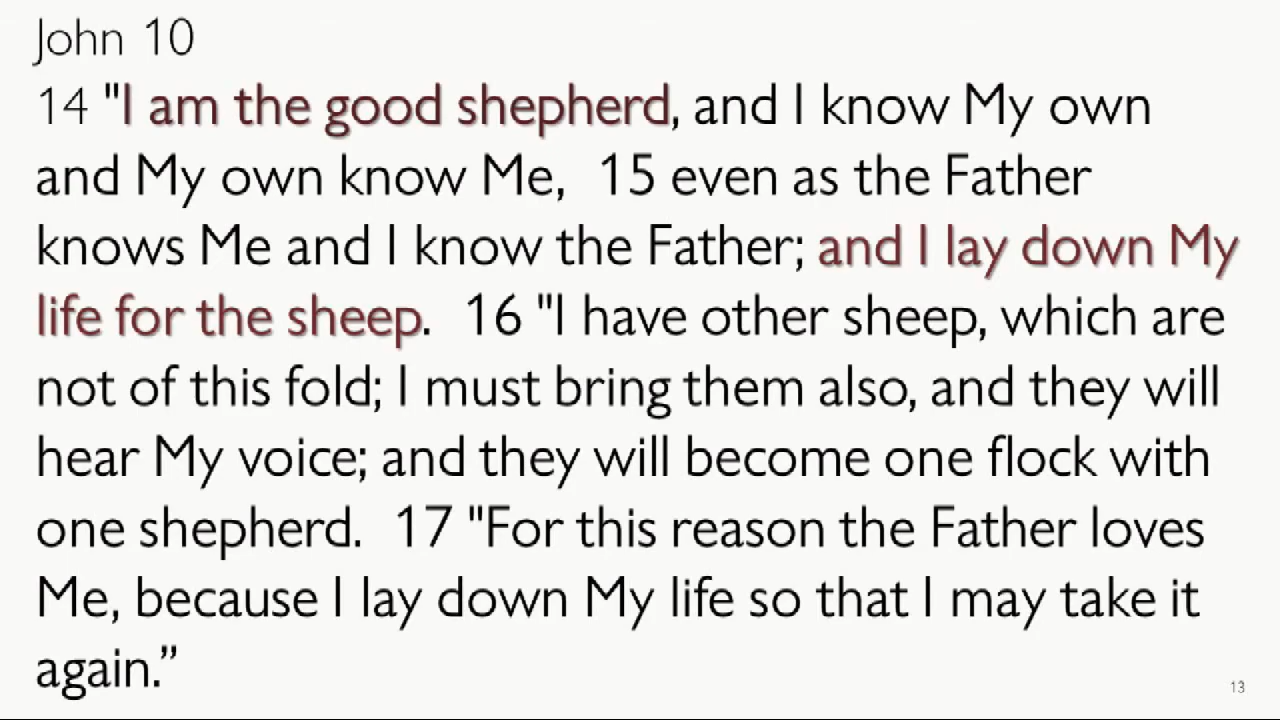 John 10
14 "I am the good shepherd, and I know My own
and My own know Me,  15 even as the Father
knows Me and I know the Father; and I lay down My
life for the sheep.  16 "I have other sheep, which are
not of this fold; I must bring them also, and they will
hear My voice; and they will become one flock with
one shepherd.  17 "For this reason the Father loves
Me, because I lay down My life so that I may take it
again.”
13